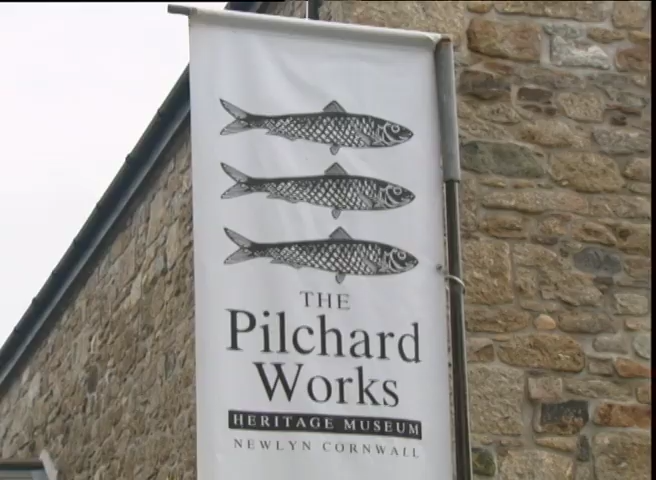 THE
Pilchard
Works
HERITAGE MUSEUM
NEWLYN CORNWALL